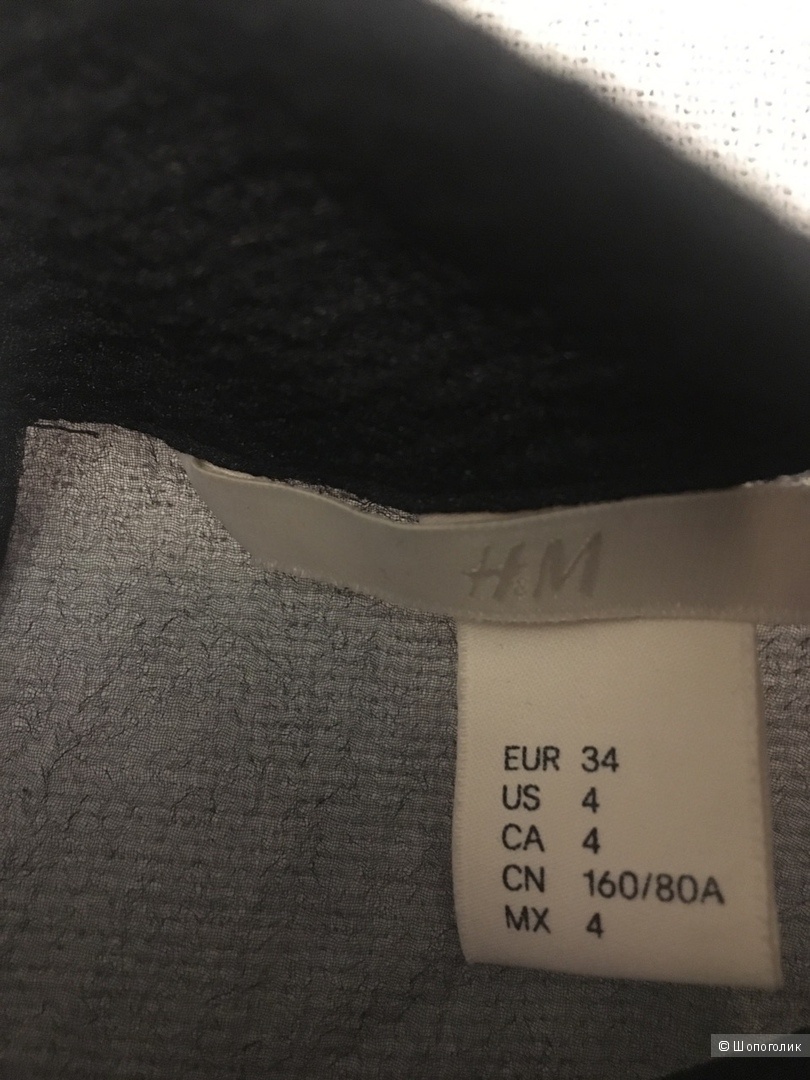 H&M
EUR 34
US 4
CA 4
CN 160/80A
MX 4
© Шопоголик